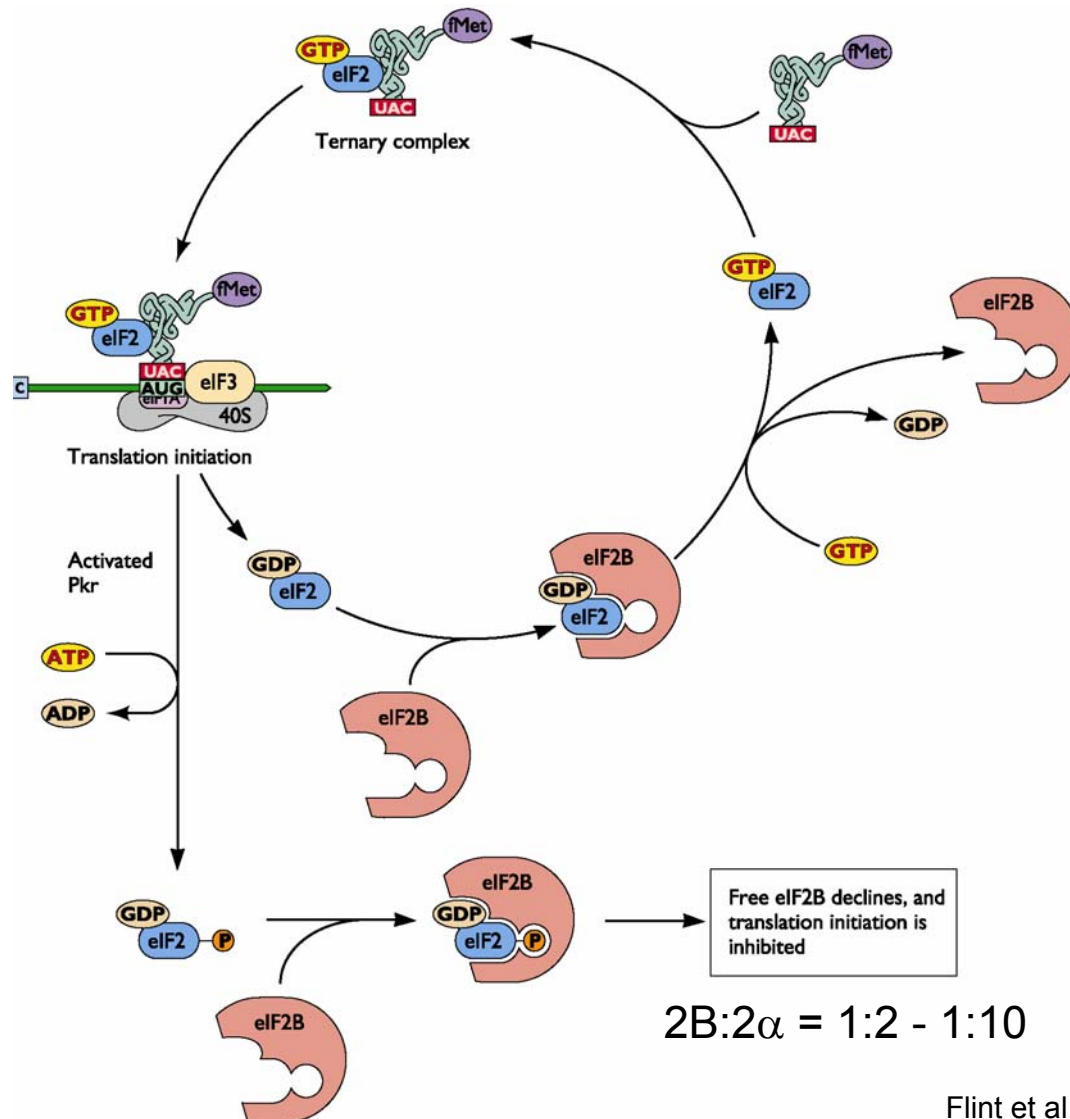 fMet
GTP
eIF2
UAC
Ternary complex
fMet
UAC
GTP
eIF2
eIF2B
GDP
GTP
fMet
GTP
eIF2
UAC
AUG
eIF3
C
eIF1A
40S
Translation initiation
Activated
Pkr
GDP
eIF2
eIF2B
GDP
eIF2
ATP
ADP
eIF2B
GDP
eIF2
P
eIF2B
GDP
eIF2
P
Free eIF2B declines, and
translation initiation is
inhibited
eIF2B
2B:2α = 1:2 - 1:10
Flint et al